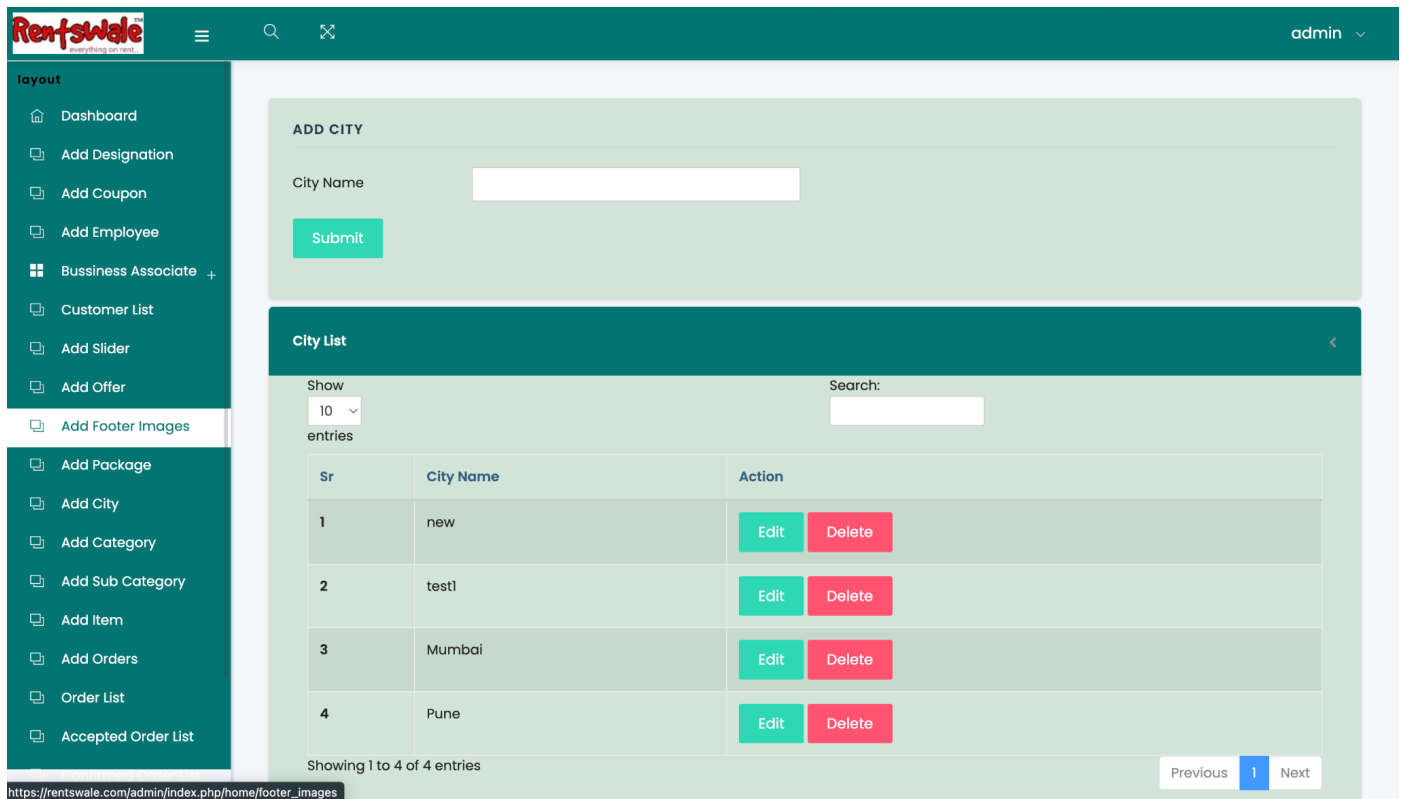 Rentswale™
everything on rent..
admin
layout
Dashboard
Add Designation
Add Coupon
Add Employee
Bussiness Associate +
Customer List
Add Slider
Add Offer
Add Footer Images
Add Package
Add City
Add Category
Add Sub Category
Add Item
Add Orders
Order List
Accepted Order List
Confirmed Order List
https://rentswale.com/admin/index.php/home/footer_images
ADD CITY
City Name
Submit
City List
Show
10
entries
Search:
Sr City Name Action
1 new Edit Delete
2 test1 Edit Delete
3 Mumbai Edit Delete
4 Pune Edit Delete
Showing 1 to 4 of 4 entries
Previous 1 Next